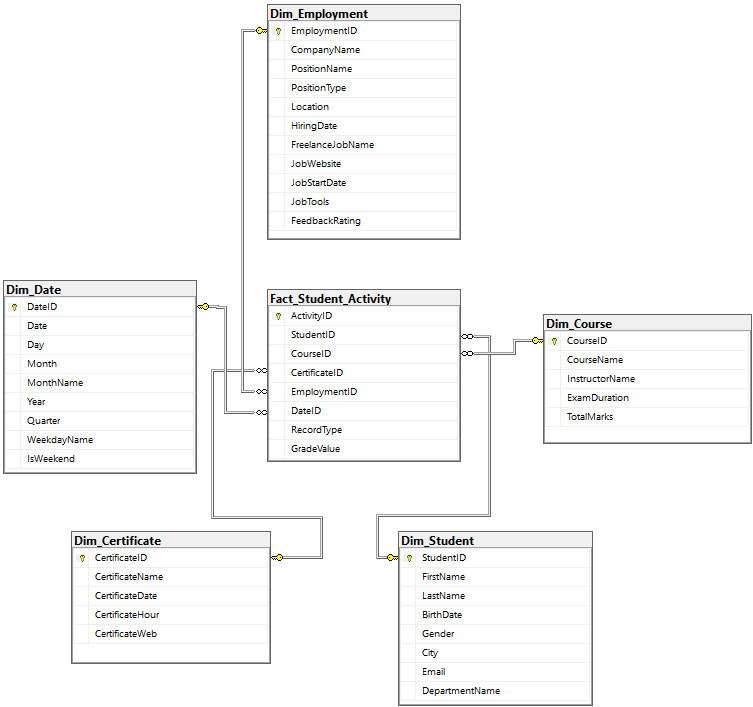 Dim_Employment
EmploymentID
CompanyName
PositionName
PositionType
Location
HiringDate
FreelanceJobName
JobWebsite
JobStartDate
JobTools
FeedbackRating
Dim_Date
DateID
Date
Day
Month
MonthName
Year
Quarter
WeekdayName
IsWeekend
Fact_Student_Activity
ActivityID
StudentID
CourseID
CertificateID
EmploymentID
DateID
RecordType
GradeValue
Dim_Course
CourseID
CourseName
InstructorName
ExamDuration
TotalMarks
Dim_Certificate
CertificateID
CertificateName
CertificateDate
CertificateHour
CertificateWeb
Dim_Student
StudentID
FirstName
LastName
BirthDate
Gender
City
Email
DepartmentName